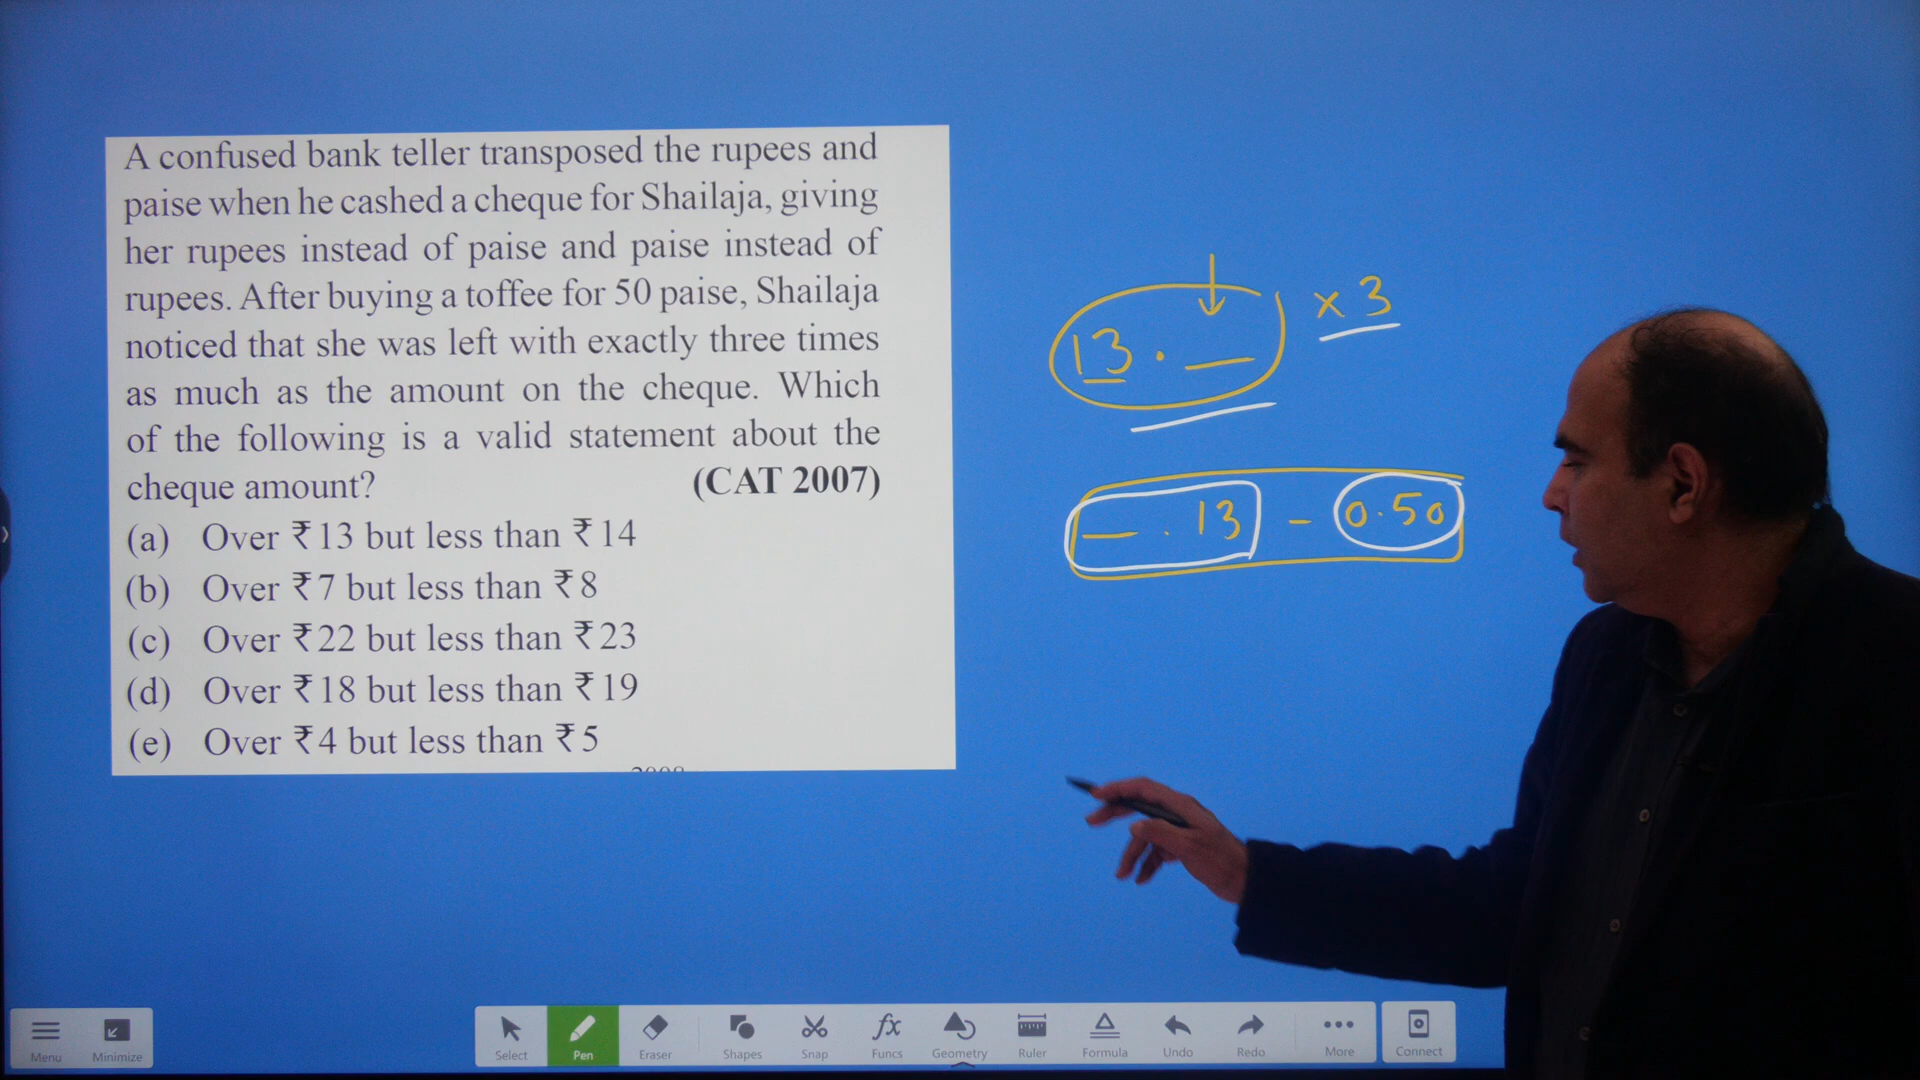 A confused bank teller transposed the rupees and
paise when he cashed a cheque for Shailaja, giving
her rupees instead of paise and paise instead of
rupees. After buying a toffee for 50 paise, Shailaja
noticed that she was left with exactly three times
as much as the amount on the cheque. Which
of the following is a valid statement about the
cheque amount? (CAT 2007)
(a) Over ₹ 13 but less than ₹ 14
(b) Over ₹ 7 but less than ₹ 8
(c) Over ₹ 22 but less than ₹ 23
(d) Over ₹ 18 but less than ₹ 19
(e) Over ₹ 4 but less than ₹ 5
13 . __ × 3
__ . 13 - 0.50
Menu Minimize Select Pen Eraser Shapes Snap Funcs Geometry Ruler Formula Undo Redo More Connect